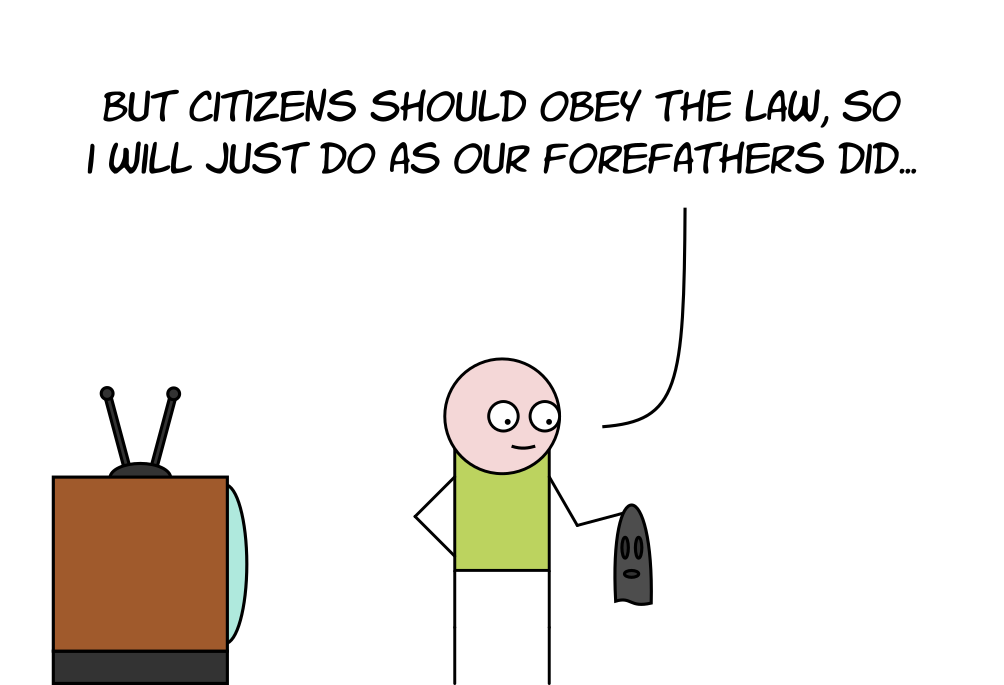 BUT CITIZENS SHOULD OBEY THE LAW, SO
I WILL JUST DO AS OUR FOREFATHERS DID...